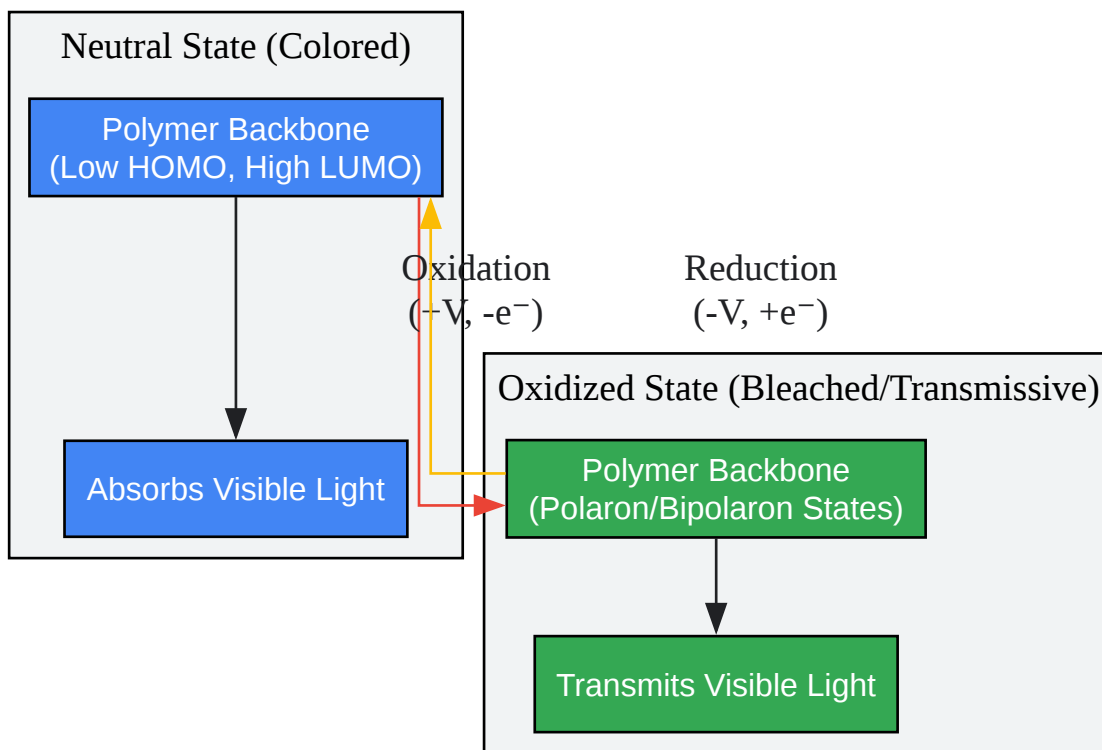 Neutral State (Colored)
Polymer Backbone
(Low HOMO, High LUMO)
Oxidation
(+V, -e⁻)
Reduction
(-V, +e⁻)
Absorbs Visible Light
Oxidized State (Bleached/Transmissive)
Polymer Backbone
(Polaron/Bipolaron States)
Transmits Visible Light